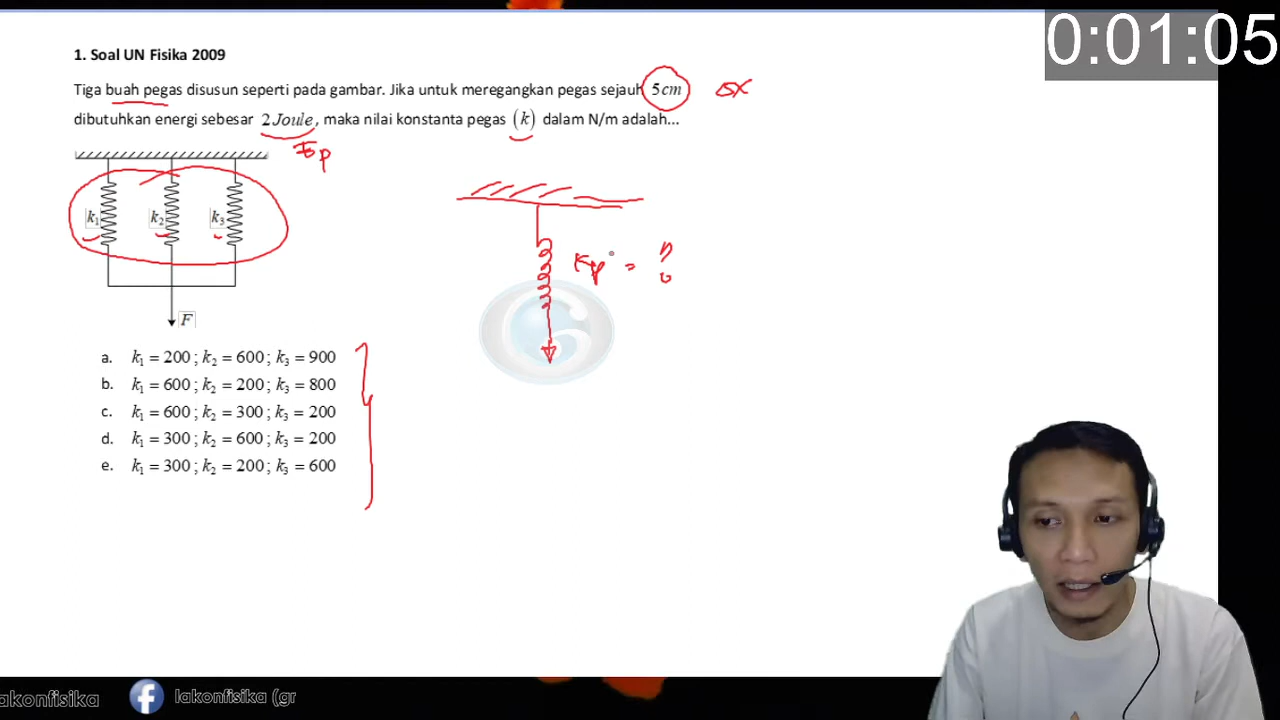 0:01:05
1. Soal UN Fisika 2009
Tiga buah pegas disusun seperti pada gambar. Jika untuk meregangkan pegas sejauh 5cm Δx
dibutuhkan energi sebesar 2 Joule, maka nilai konstanta pegas (k) dalam N/m adalah...
Ep
k₁ k₂ k₃
Kp = ?
F
a. k₁ = 200 ; k₂ = 600 ; k₃ = 900
b. k₁ = 600 ; k₂ = 200 ; k₃ = 800
c. k₁ = 600 ; k₂ = 300 ; k₃ = 200
d. k₁ = 300 ; k₂ = 600 ; k₃ = 200
e. k₁ = 300 ; k₂ = 200 ; k₃ = 600
akonfisika lakonfisika (gr